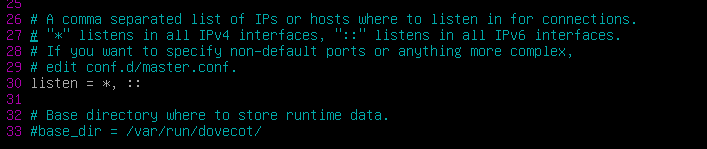 25
26 # A comma separated list of IPs or hosts where to listen in for connections.
27 # "*" listens in all IPv4 interfaces, "::" listens in all IPv6 interfaces.
28 # If you want to specify non-default ports or anything more complex,
29 # edit conf.d/master.conf.
30 listen = *, ::
31
32 # Base directory where to store runtime data.
33 #base_dir = /var/run/dovecot/